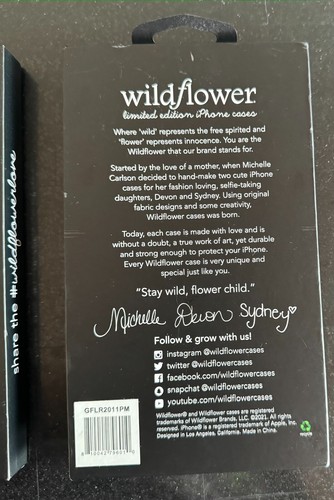 share the #wildflowerlove
wildflower
limited edition iPhone cases
Where 'wild' represents the free spirited and
'flower' represents innocence. You are the
Wildflower that our brand stands for.
Started by the love of a mother, when Michelle
Carlson decided to hand-make two cute iPhone
cases for her fashion loving, selfie-taking
daughters, Devon and Sydney. Using original
fabric designs and some creativity,
Wildflower cases was born.
Today, each case is made with love and is
without a doubt, a true work of art, yet durable
and strong enough to protect your iPhone.
Every Wildflower case is very unique and
special just like you.
“Stay wild, flower child.”
Michelle Devon Sydney
Follow & grow with us!
instagram @wildflowercases
twitter @wildflowercases
facebook.com/wildflowercases
snapchat @wildflowercases
youtube.com/wildflowercases
GFLR2011PM
Wildflower® and Wildflower cases are registered
trademarks of Wildflower Brands, LLC. ©2021. All rights
reserved. iPhone® is a registered trademark of Apple, Inc.
Designed in Los Angeles, California. Made in China.